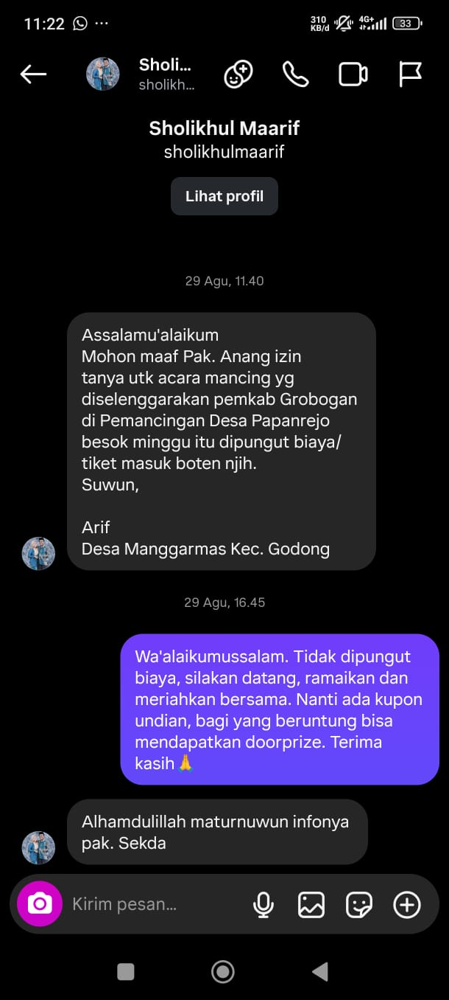 11:22 ...
310
KB/d
4G+
33
Sholi...
sholikh...
Sholikhul Maarif
sholikhulmaarif
Lihat profil
29 Agu, 11.40
Assalamu'alaikum
Mohon maaf Pak. Anang izin
tanya utk acara mancing yg
diselenggarakan pemkab Grobogan
di Pemancingan Desa Papanrejo
besok minggu itu dipungut biaya/
tiket masuk boten njih.
Suwun,
Arif
Desa Manggarmas Kec. Godong
29 Agu, 16.45
Wa'alaikumussalam. Tidak dipungut
biaya, silakan datang, ramaikan dan
meriahkan bersama. Nanti ada kupon
undian, bagi yang beruntung bisa
mendapatkan doorprize. Terima
kasih🙏
Alhamdulillah maturnuwun infonya
pak. Sekda
Kirim pesan...